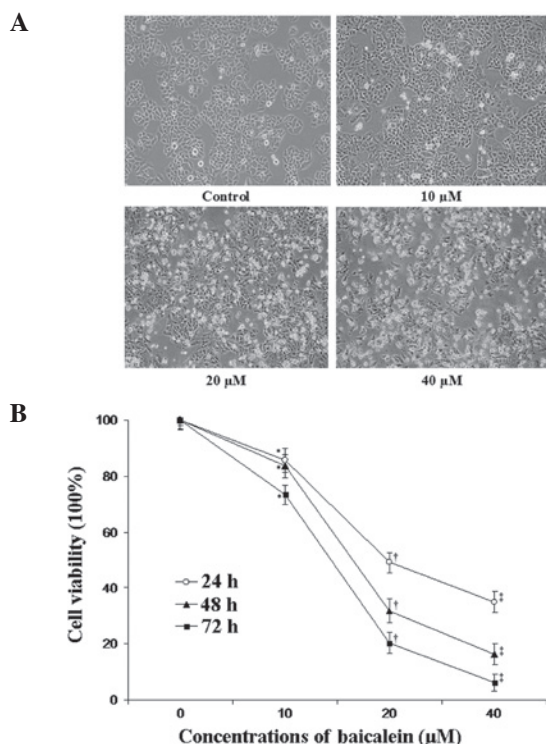 A
Control
10 µM
20 µM
40 µM
B
100
80
60
40
20
0
Cell viability (100%)
24 h
48 h
72 h
*
*
*
†
†
†
‡
‡
‡
0
10
20
40
Concentrations of baicalein (µM)